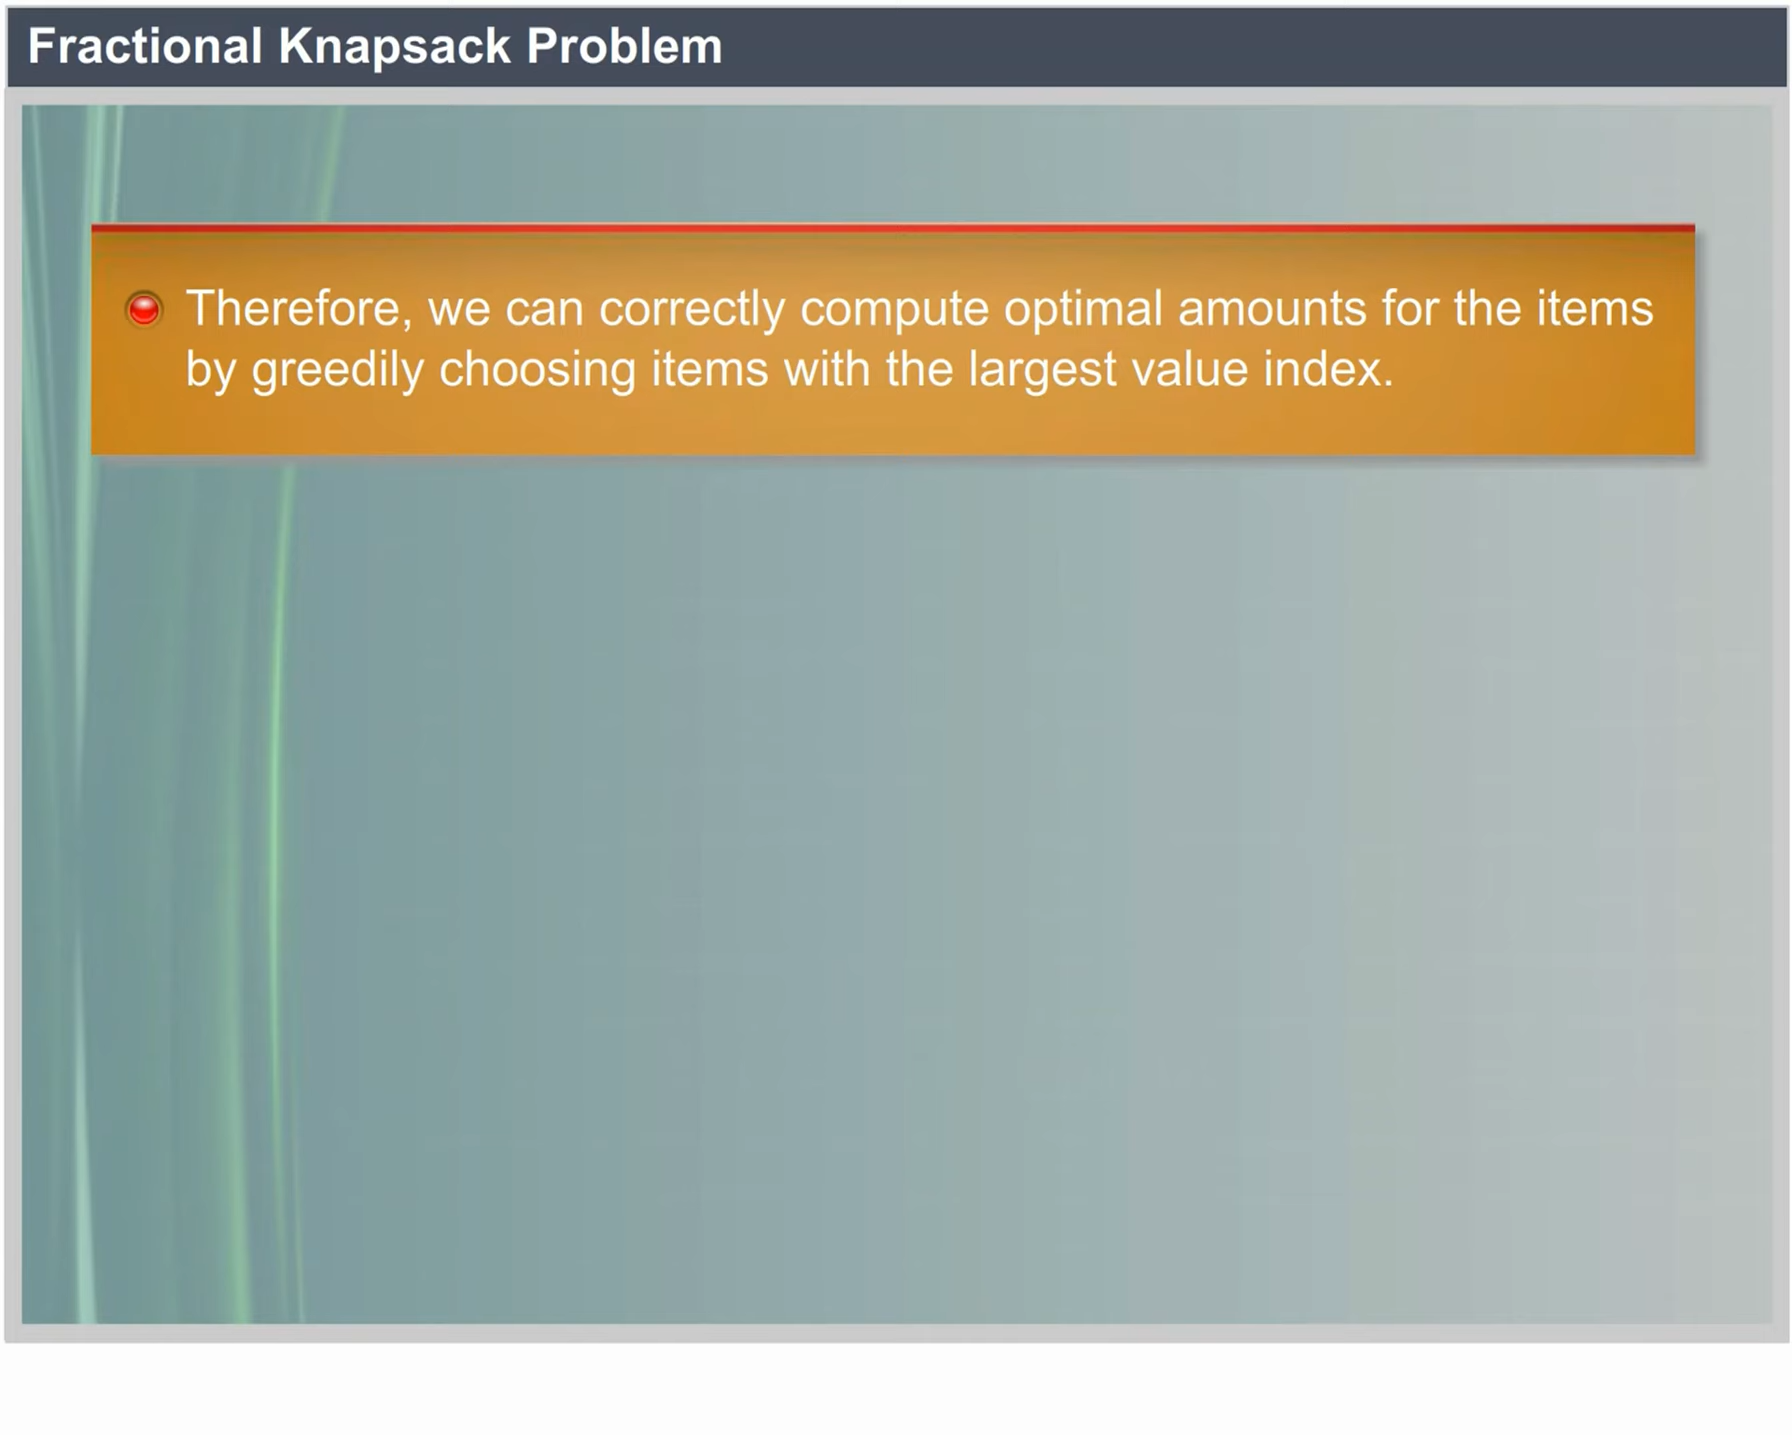 Fractional Knapsack Problem
Therefore, we can correctly compute optimal amounts for the items
by greedily choosing items with the largest value index.